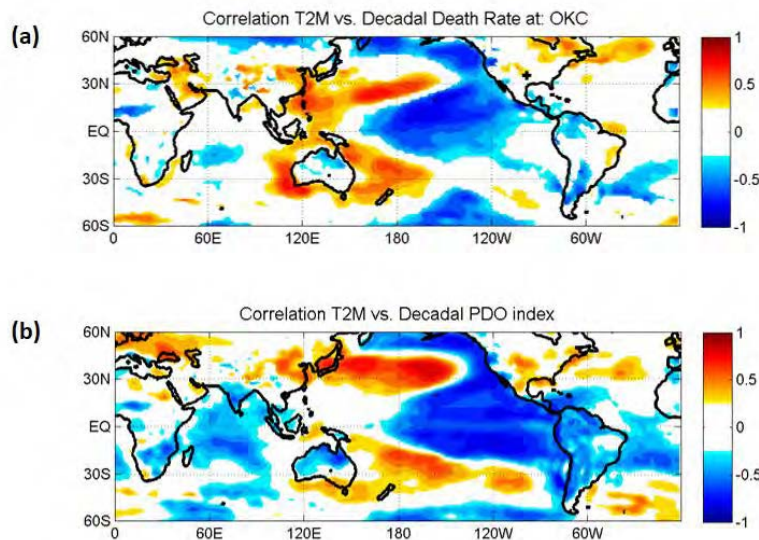 (a)
Correlation T2M vs. Decadal Death Rate at: OKC
60N
30N
EQ
30S
60S
0 60E 120E 180 120W 60W
1
0.5
0
-0.5
-1
(b)
Correlation T2M vs. Decadal PDO index
60N
30N
EQ
30S
60S
0 60E 120E 180 120W 60W
1
0.5
0
-0.5
-1